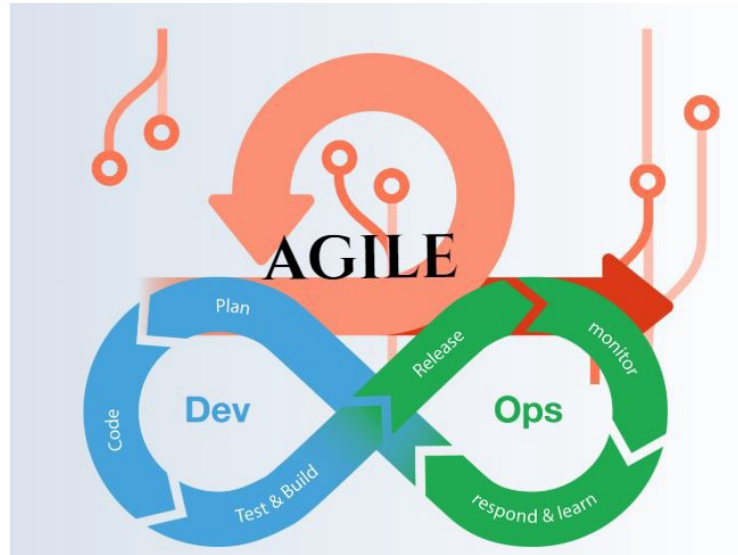 AGILE
Plan
Code
Dev
Test & Build
Release
monitor
Ops
respond & learn